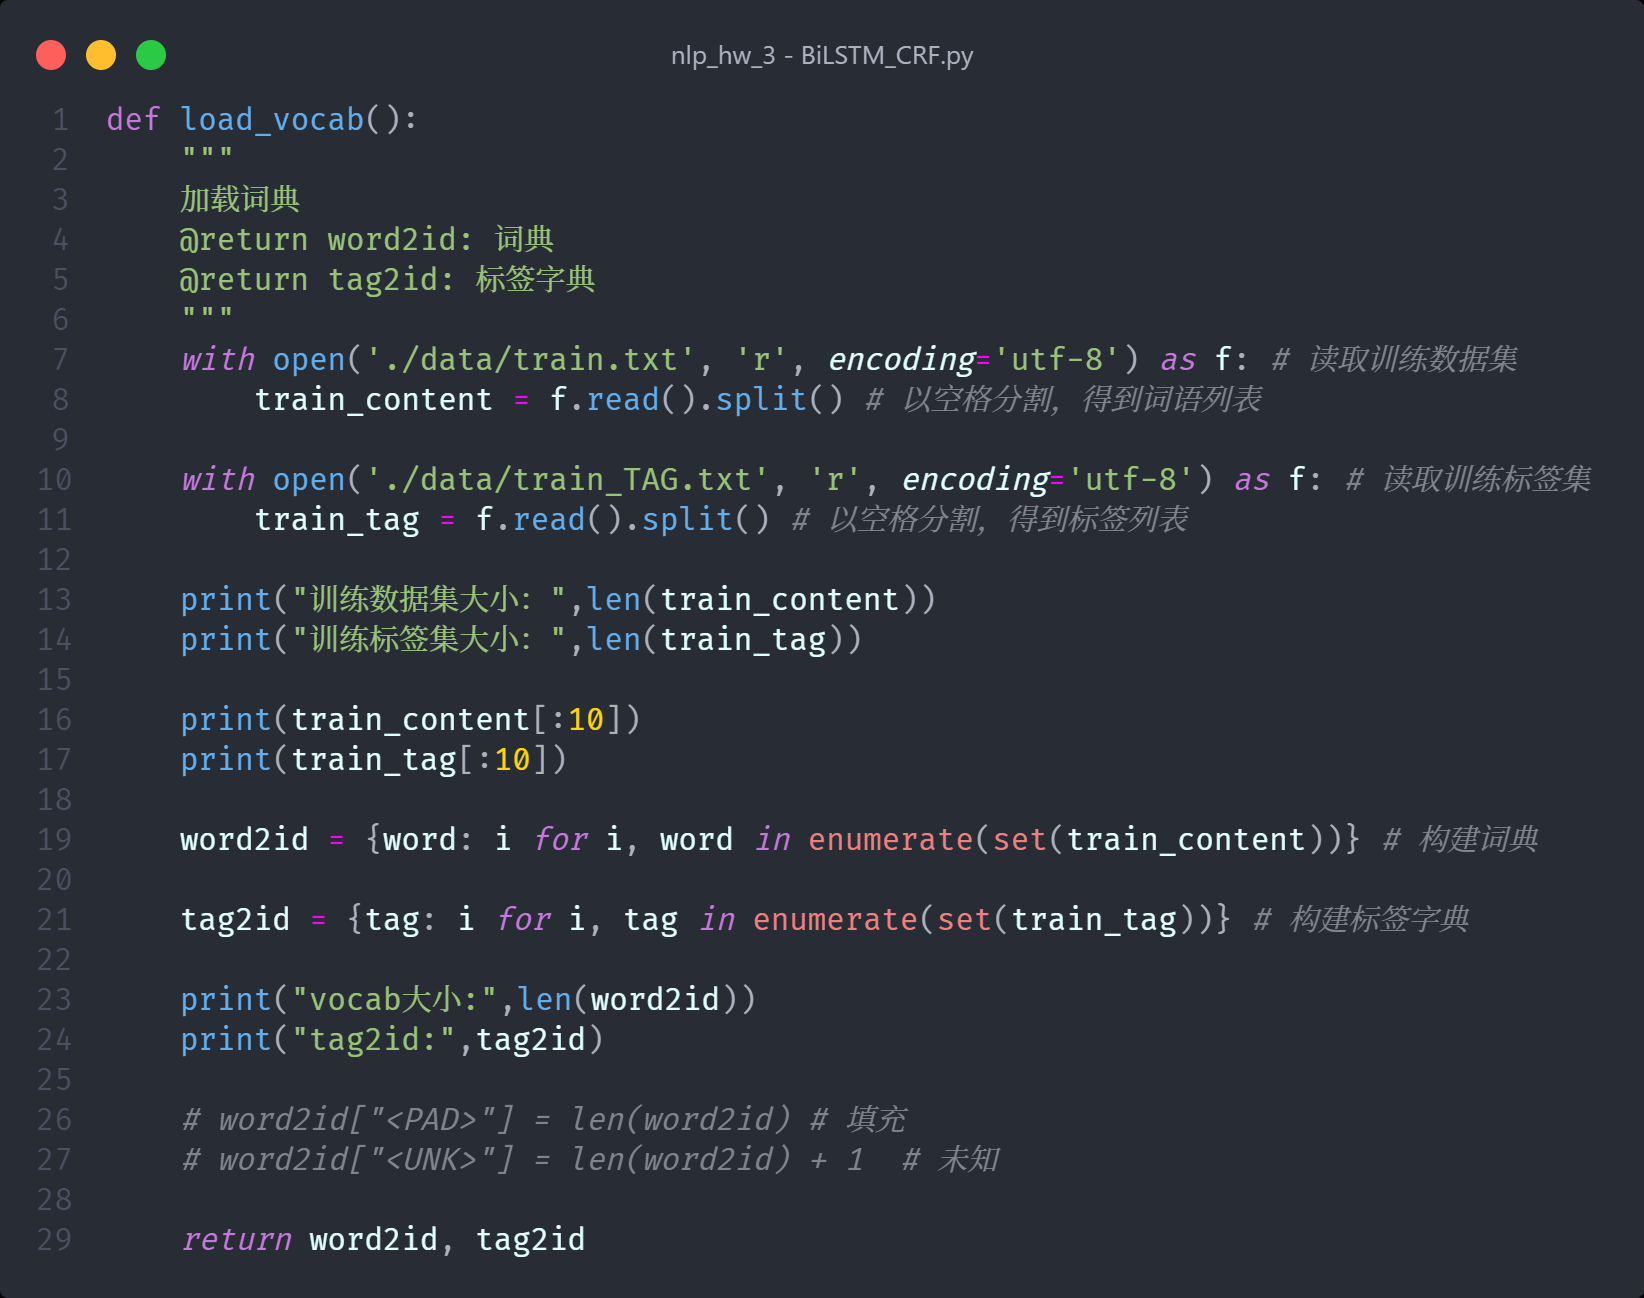 nlp_hw_3 - BiLSTM_CRF.py
1 def load_vocab():
2     """
3     加载词典
4     @return word2id: 词典
5     @return tag2id: 标签字典
6     """
7     with open('./data/train.txt', 'r', encoding='utf-8') as f: # 读取训练数据集
8         train_content = f.read().split() # 以空格分割，得到词语列表
9
10     with open('./data/train_TAG.txt', 'r', encoding='utf-8') as f: # 读取训练标签集
11         train_tag = f.read().split() # 以空格分割，得到标签列表
12
13     print("训练数据集大小：",len(train_content))
14     print("训练标签集大小：",len(train_tag))
15
16     print(train_content[:10])
17     print(train_tag[:10])
18
19     word2id = {word: i for i, word in enumerate(set(train_content))} # 构建词典
20
21     tag2id = {tag: i for i, tag in enumerate(set(train_tag))} # 构建标签字典
22
23     print("vocab大小:",len(word2id))
24     print("tag2id:",tag2id)
25
26     # word2id["<PAD>"] = len(word2id) # 填充
27     # word2id["<UNK>"] = len(word2id) + 1  # 未知
28
29     return word2id, tag2id